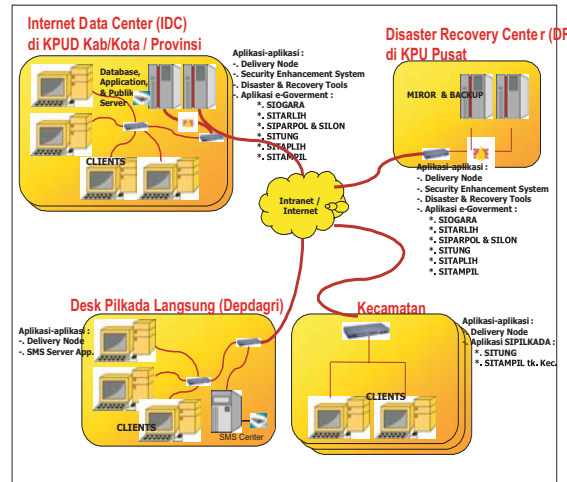 Internet Data Center (IDC)
di KPUD Kab/Kota / Provinsi
Database,
Application,
& Publik
Server
CLIENTS
Aplikasi-aplikasi :
-. Delivery Node
-. Security Enhancement System
-. Disaster & Recovery Tools
-. Aplikasi e-Goverment :
*. SIOGARA
*. SITARLIH
*. SIPARPOL & SILON
*. SITUNG
*. SITAPLIH
*. SITAMPIL
Disaster Recovery Center (DR
di KPU Pusat
MIROR & BACKUP
Aplikasi-aplikasi :
-. Delivery Node
-. Security Enhancement System
-. Disaster & Recovery Tools
-. Aplikasi e-Goverment :
*. SIOGARA
*. SITARLIH
*. SIPARPOL & SILON
*. SITUNG
*. SITAPLIH
*. SITAMPIL
Intranet /
Internet
Desk Pilkada Langsung (Depdagri)
Aplikasi-aplikasi :
-. Delivery Node
-. SMS Server App.
CLIENTS
SMS Center
Kecamatan
Aplikasi-aplikasi :
-. Delivery Node
-. Aplikasi SIPILKADA :
*. SITUNG
*. SITAMPIL tk. Kec.
CLIENTS